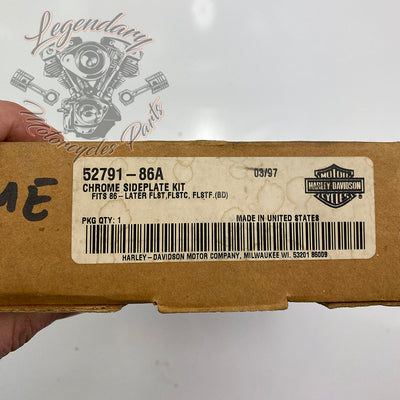 Legendary
Motorcycles Parts
ME
52791-86A
03/97
CHROME SIDEPLATE KIT
FITS 86-LATER FLST,FLSTC, FLSTF.(BD)
PKG QTY: 1
MADE IN UNITED STATES
MOTOR
HARLEY-DAVIDSON
CYCLES
HARLEY-DAVIDSON MOTOR COMPANY, MILWAUKEE WI. 53201 85009